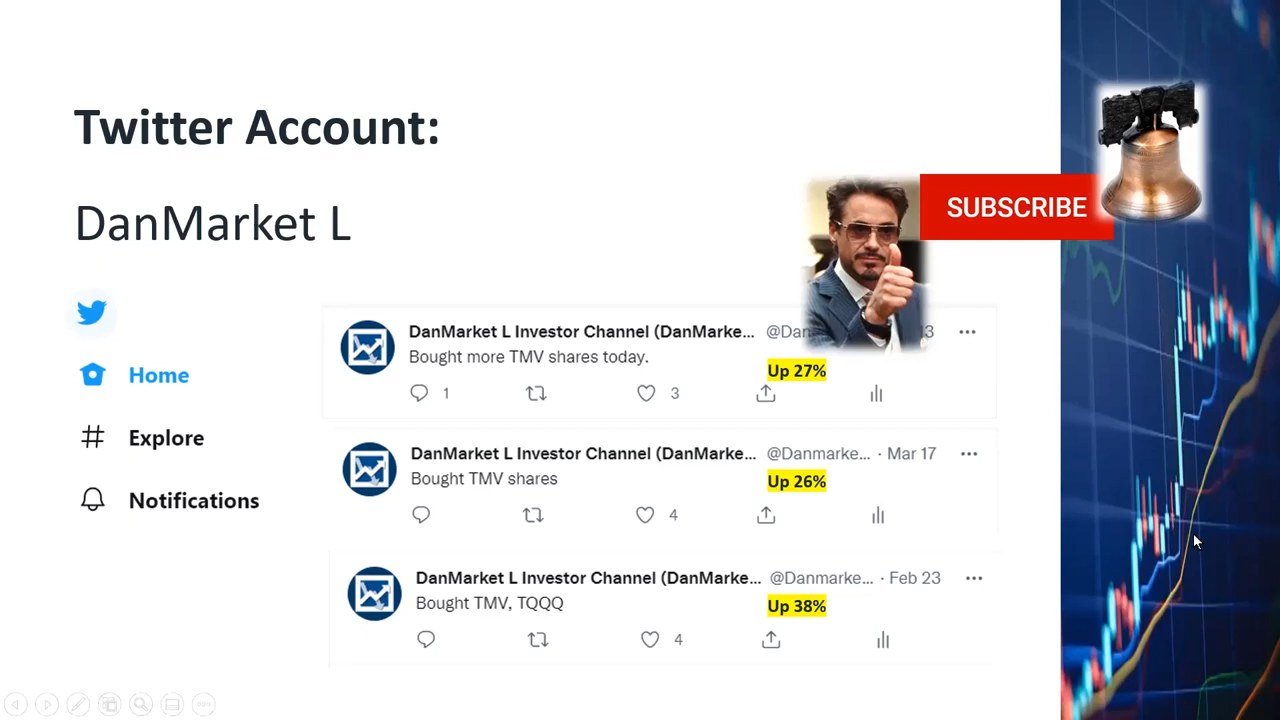 Twitter Account:
DanMarket L
SUBSCRIBE
Home
Explore
Notifications
DanMarket L Investor Channel (DanMarke... @Dan 13
Bought more TMV shares today.
Up 27%
1 3
DanMarket L Investor Channel (DanMarke... @Danmarke... · Mar 17
Bought TMV shares
Up 26%
4
DanMarket L Investor Channel (DanMarke... @Danmarke... · Feb 23
Bought TMV, TQQQ
Up 38%
4